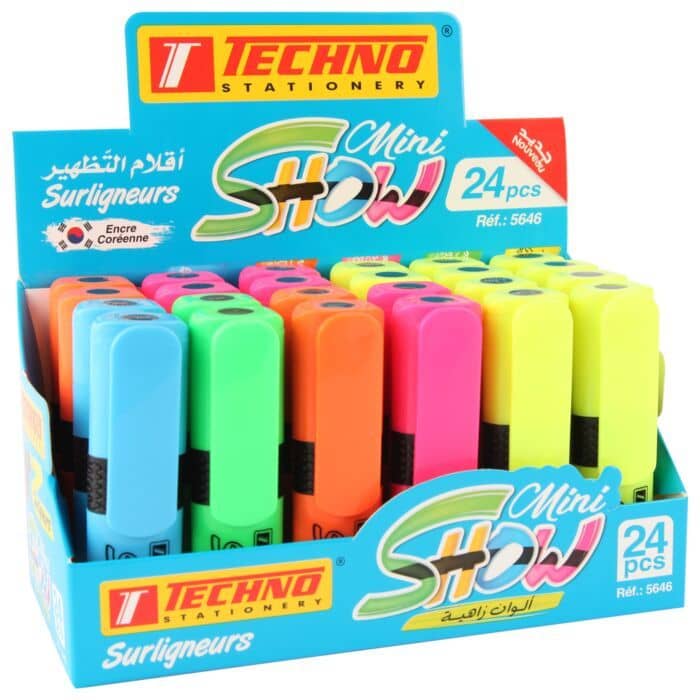 T TECHNO ®
STATIONERY
Mini
SHOW
أقلام التظهير
Surligneurs
Encre
Coréenne
24 pcs
Réf.: 5646
جديد
Nouveau
Mini
SHOW
ألوان زاهية
24
pcs
Réf.: 5646
T TECHNO ®
STATIONERY
Surligneurs